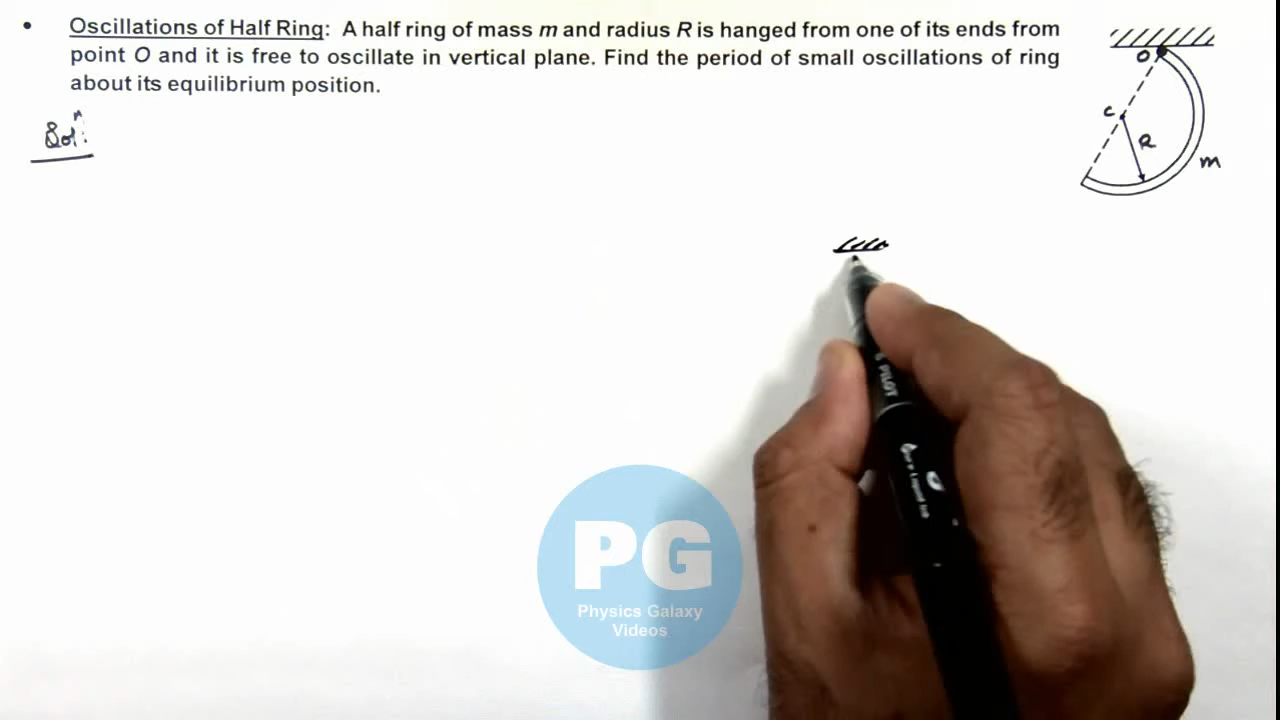 • Oscillations of Half Ring: A half ring of mass m and radius R is hanged from one of its ends from
point O and it is free to oscillate in vertical plane. Find the period of small oscillations of ring
about its equilibrium position.
Solⁿ:
O
C
R
m
PILOT
PG
Physics Galaxy
Videos